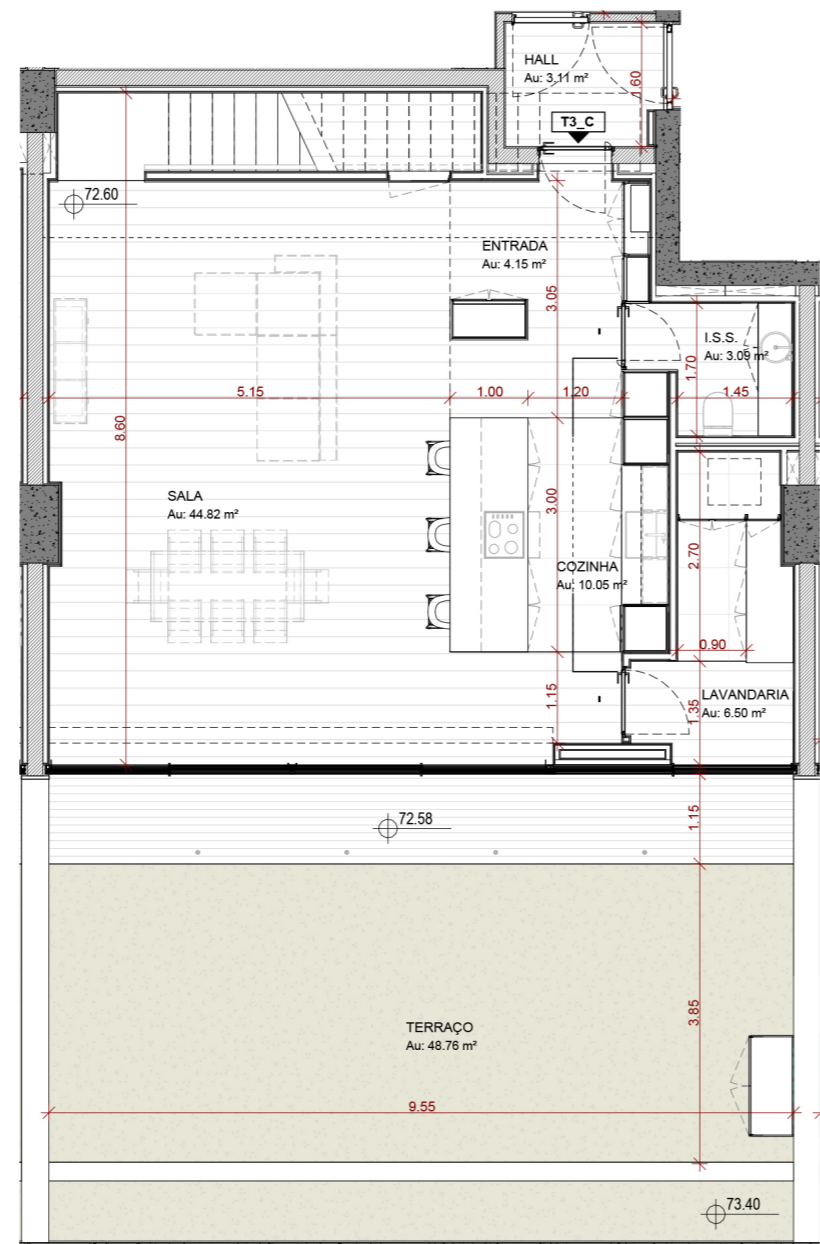 HALL
Au: 3.11 m²
1.60
T3_C
72.60
ENTRADA
Au: 4.15 m²
3.05
I.S.S.
Au: 3.09 m²
1.70
5.15
1.00
1.20
1.45
8.60
SALA
Au: 44.82 m²
3.00
COZINHA
Au: 10.05 m²
2.70
0.90
LAVANDARIA
Au: 6.50 m²
1.15
1.35
72.58
1.15
TERRAÇO
Au: 48.76 m²
3.85
9.55
73.40